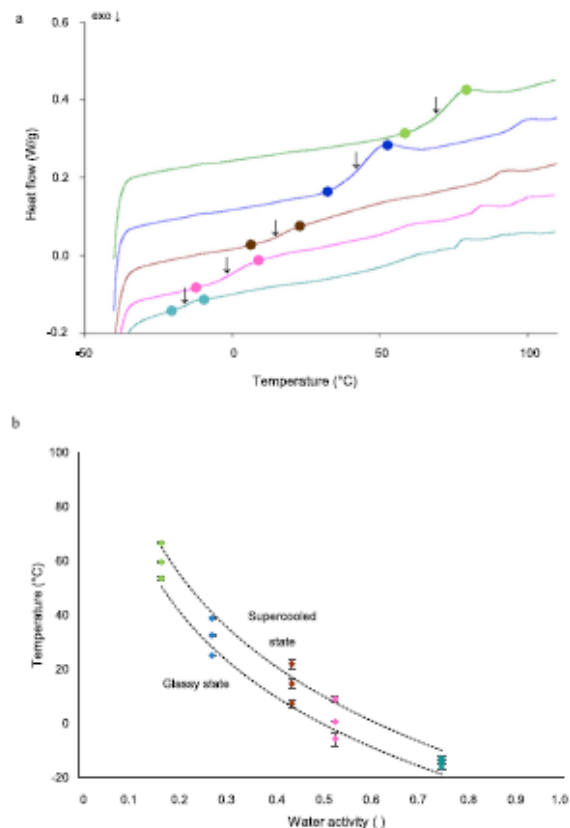 a
exo ↓
0.4
0.2
0.0
-0.2
Heat flow (W/g)
-50 0 50 100
Temperature (°C)
b
100
80
60
40
20
0
-20
Temperature (°C)
Supercooled
state
Glassy state
0 0.1 0.2 0.3 0.4 0.5 0.6 0.7 0.8 0.9 1.0
Water activity ( )